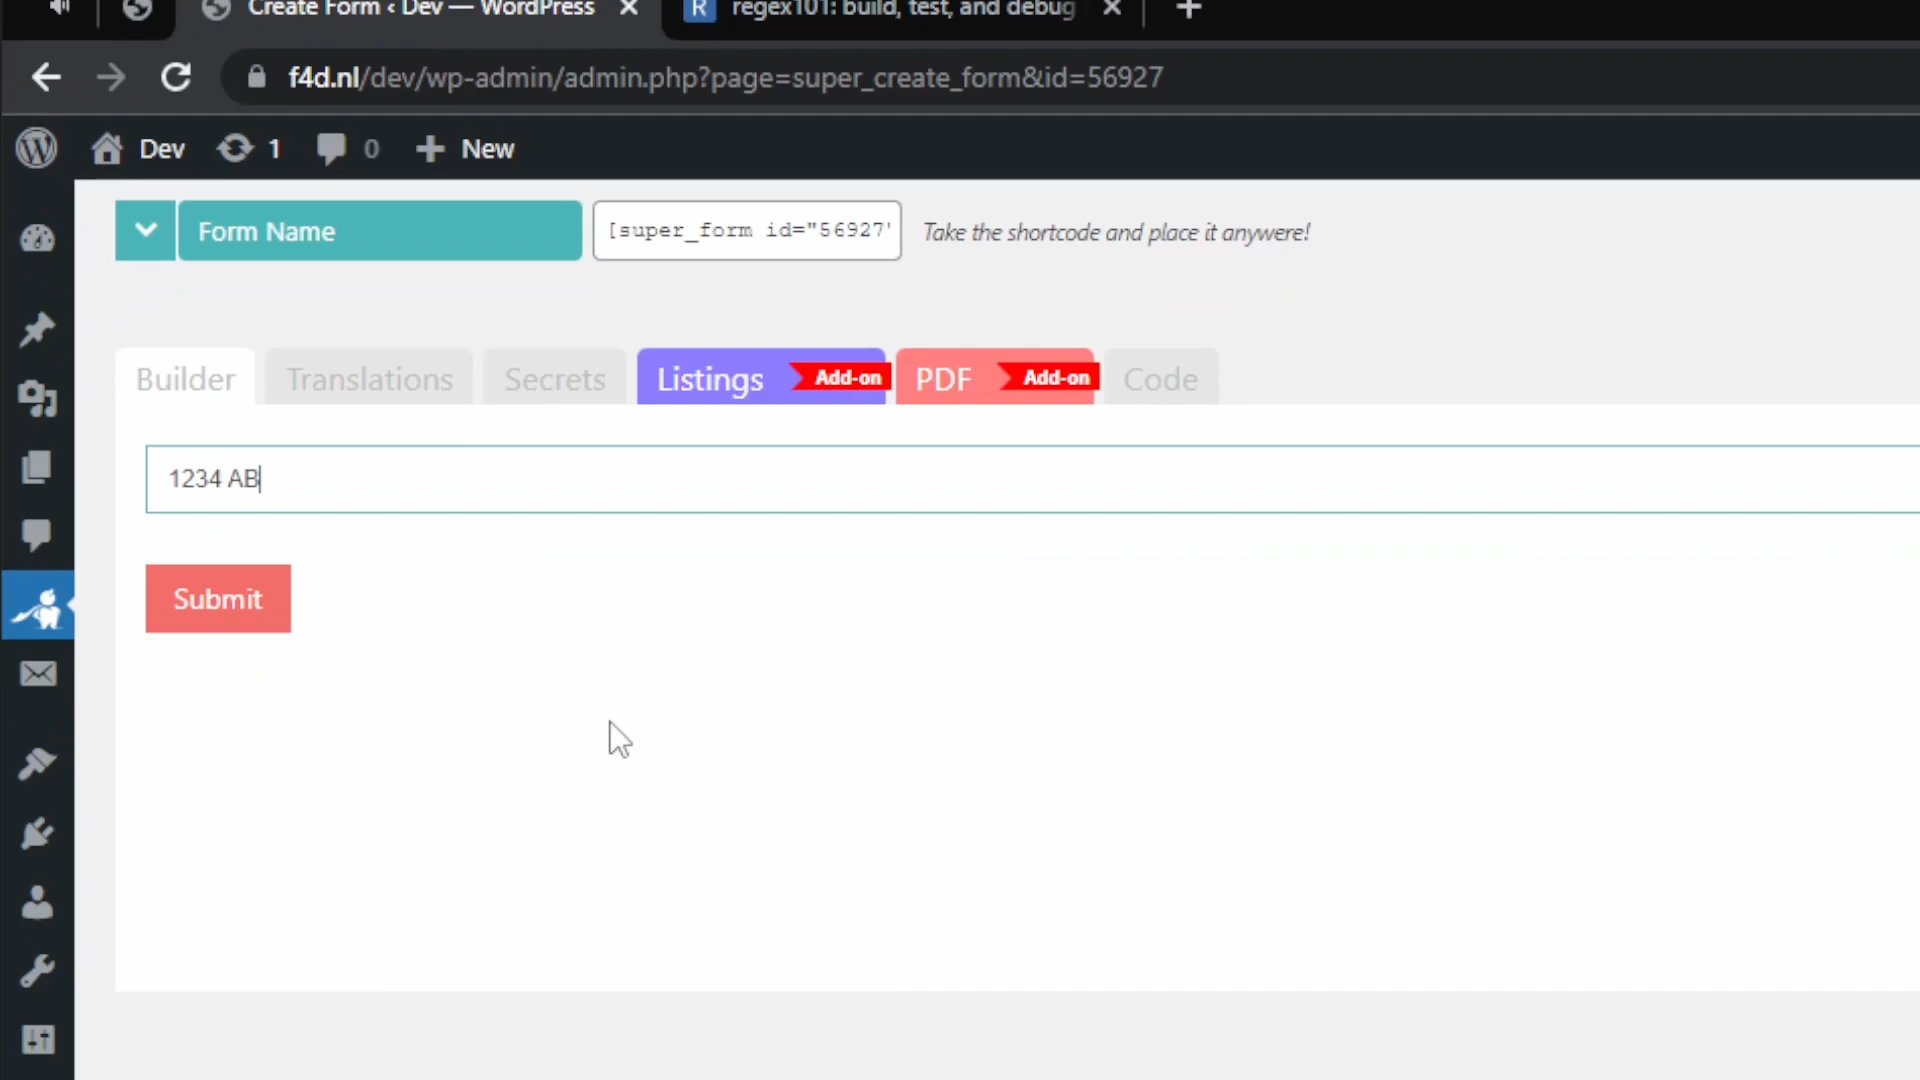 Create Form ‹ Dev — WordPress
regex101: build, test, and debug
f4d.nl/dev/wp-admin/admin.php?page=super_create_form&id=56927
Dev 1 0 New
Form Name [super_form id="56927" Take the shortcode and place it anywere!
Builder Translations Secrets Listings Add-on PDF Add-on Code
1234 AB
Submit